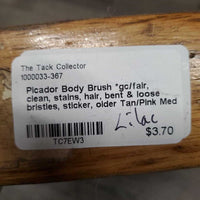 The Tack Collector
1000033-367
Picador Body Brush *gc/fair,
clean, stains, hair, bent & loose
bristles, sticker, older Tan/Pink Med
Lilac
$3.70
TC7EW3